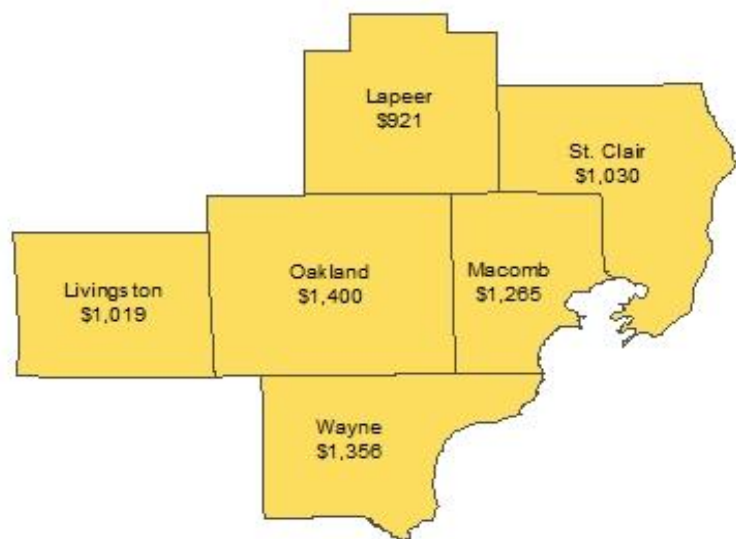 Lapeer
$921
St. Clair
$1,030
Livingston
$1,019
Oakland
$1,400
Macomb
$1,265
Wayne
$1,356